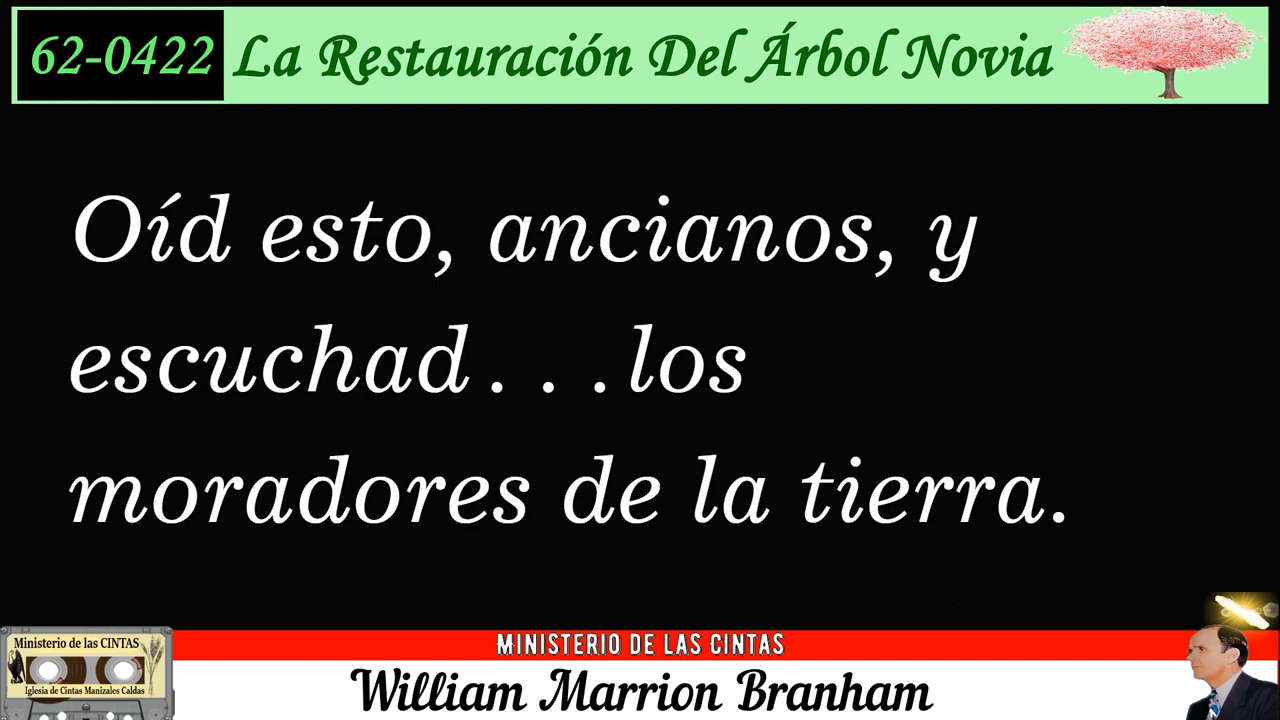 62-0422 La Restauración Del Árbol Novia
Oíd esto, ancianos, y
escuchad. . .los
moradores de la tierra.
MINISTERIO DE LAS CINTAS
Ministerio de las CINTAS
Iglesia de Cintas Manizales Caldas
William Marrion Branham